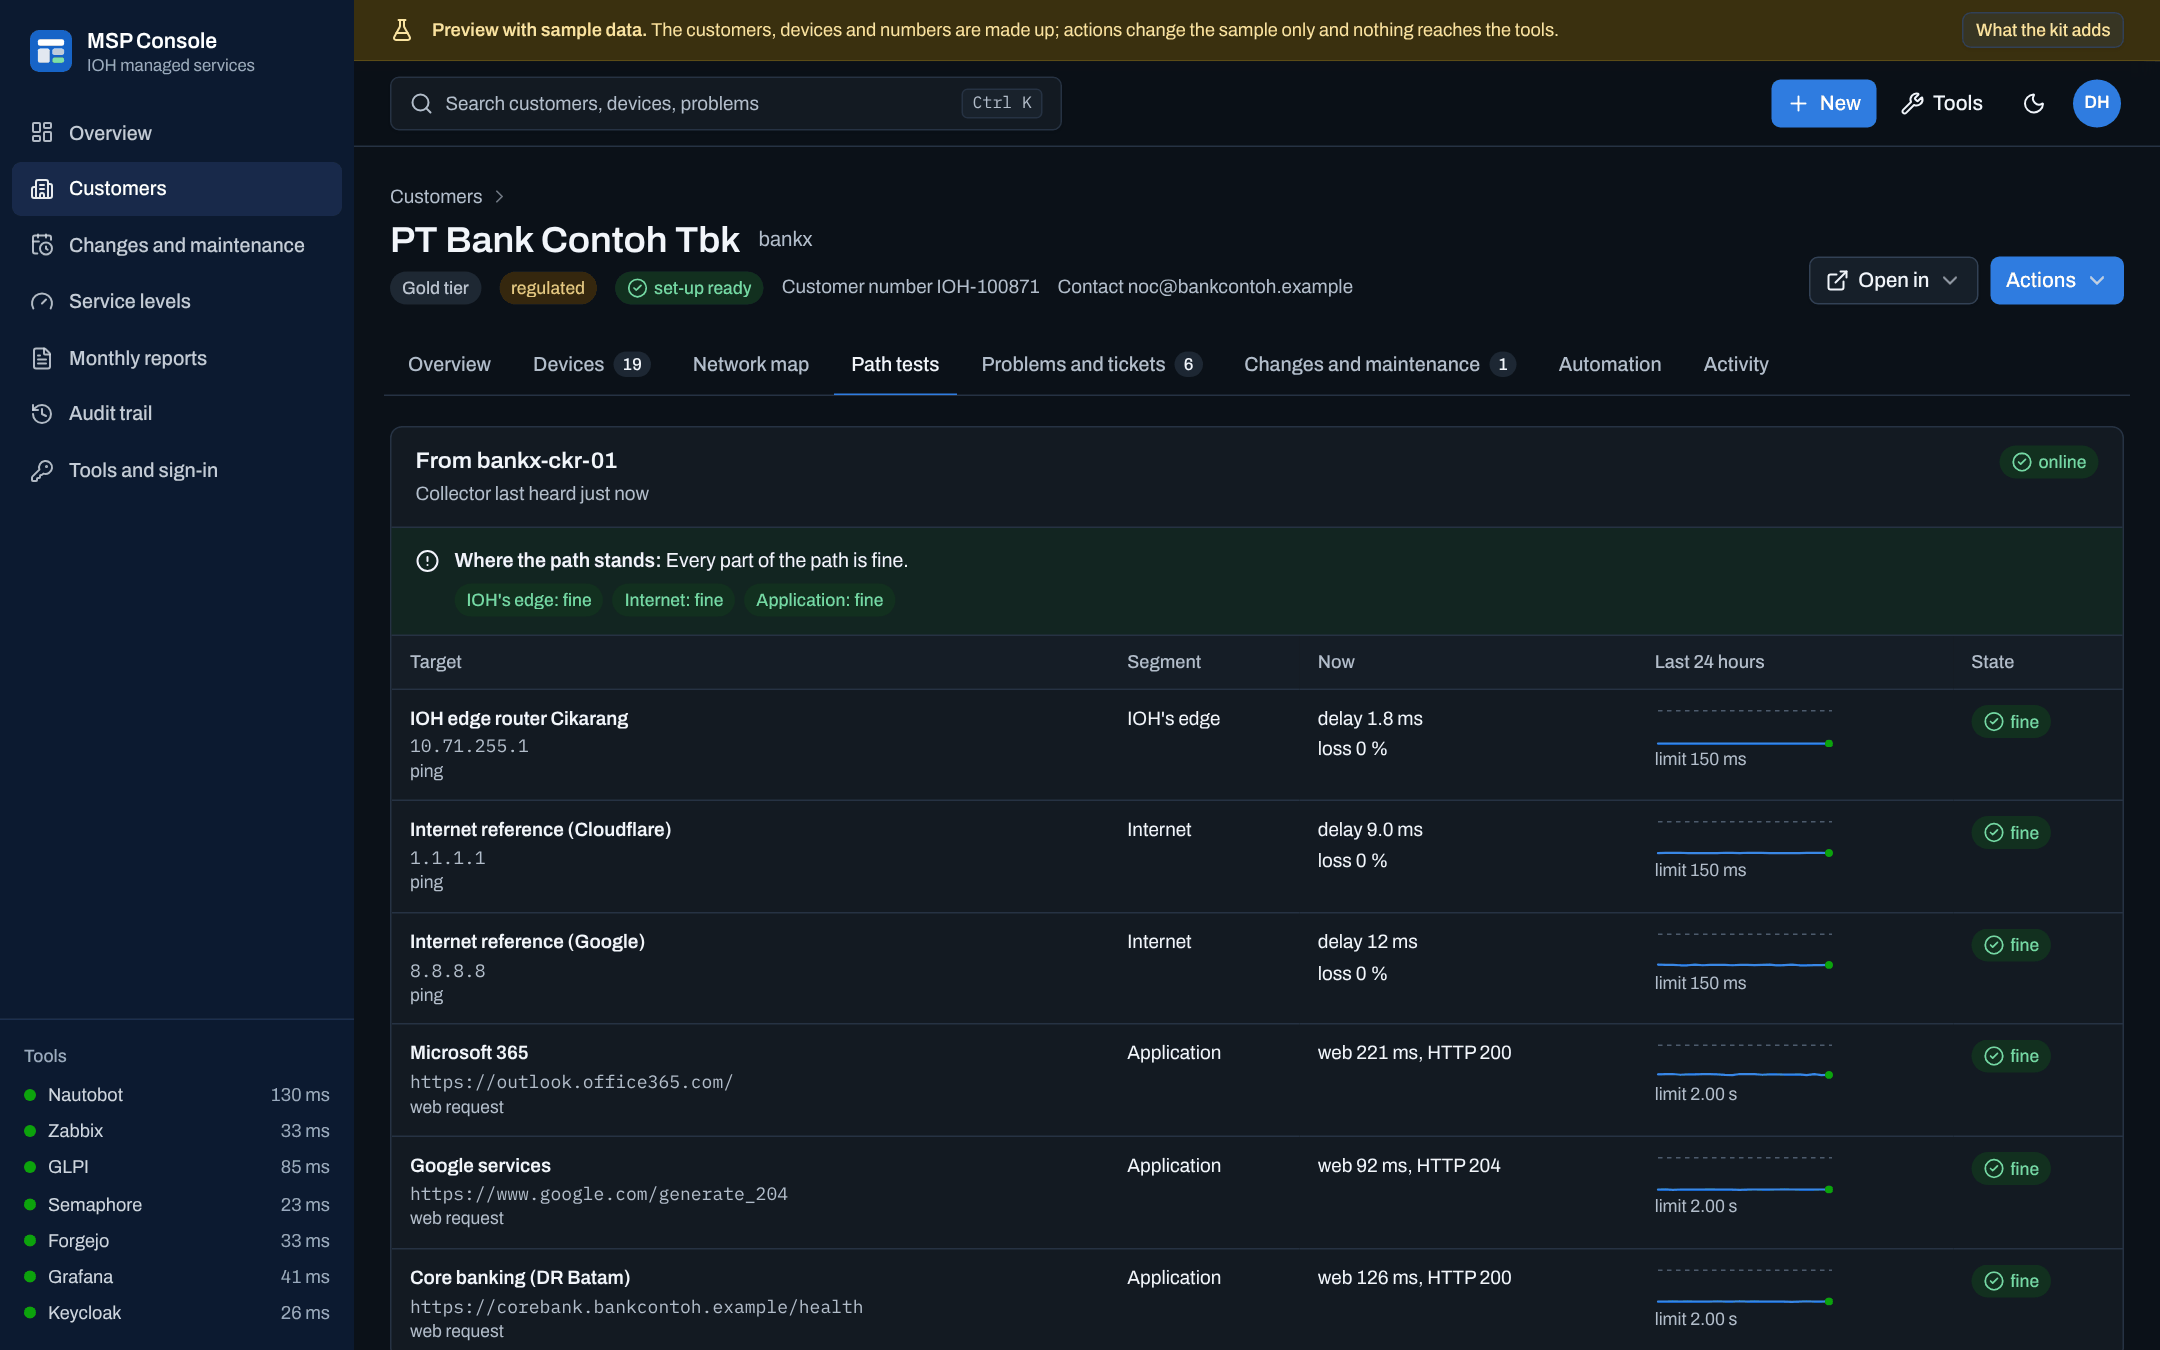 MSP Console
IOH managed services
Overview
Customers
Changes and maintenance
Service levels
Monthly reports
Audit trail
Tools and sign-in
Tools
Nautobot 130 ms
Zabbix 33 ms
GLPI 85 ms
Semaphore 23 ms
Forgejo 33 ms
Grafana 41 ms
Keycloak 26 ms
Preview with sample data. The customers, devices and numbers are made up; actions change the sample only and nothing reaches the tools.
What the kit adds
Search customers, devices, problems Ctrl K
New
Tools
DH
Customers
PT Bank Contoh Tbk bankx
Gold tier regulated set-up ready Customer number IOH-100871 Contact noc@bankcontoh.example
Open in
Actions
Overview Devices 19 Network map Path tests Problems and tickets 6 Changes and maintenance 1 Automation Activity
From bankx-ckr-01
Collector last heard just now
online
Where the path stands: Every part of the path is fine.
IOH's edge: fine Internet: fine Application: fine
Target Segment Now Last 24 hours State
IOH edge router Cikarang IOH's edge delay 1.8 ms fine
10.71.255.1 loss 0 %
ping limit 150 ms
Internet reference (Cloudflare) Internet delay 9.0 ms fine
1.1.1.1 loss 0 %
ping limit 150 ms
Internet reference (Google) Internet delay 12 ms fine
8.8.8.8 loss 0 %
ping limit 150 ms
Microsoft 365 Application web 221 ms, HTTP 200 fine
https://outlook.office365.com/
web request limit 2.00 s
Google services Application web 92 ms, HTTP 204 fine
https://www.google.com/generate_204
web request limit 2.00 s
Core banking (DR Batam) Application web 126 ms, HTTP 200 fine
https://corebank.bankcontoh.example/health
web request limit 2.00 s